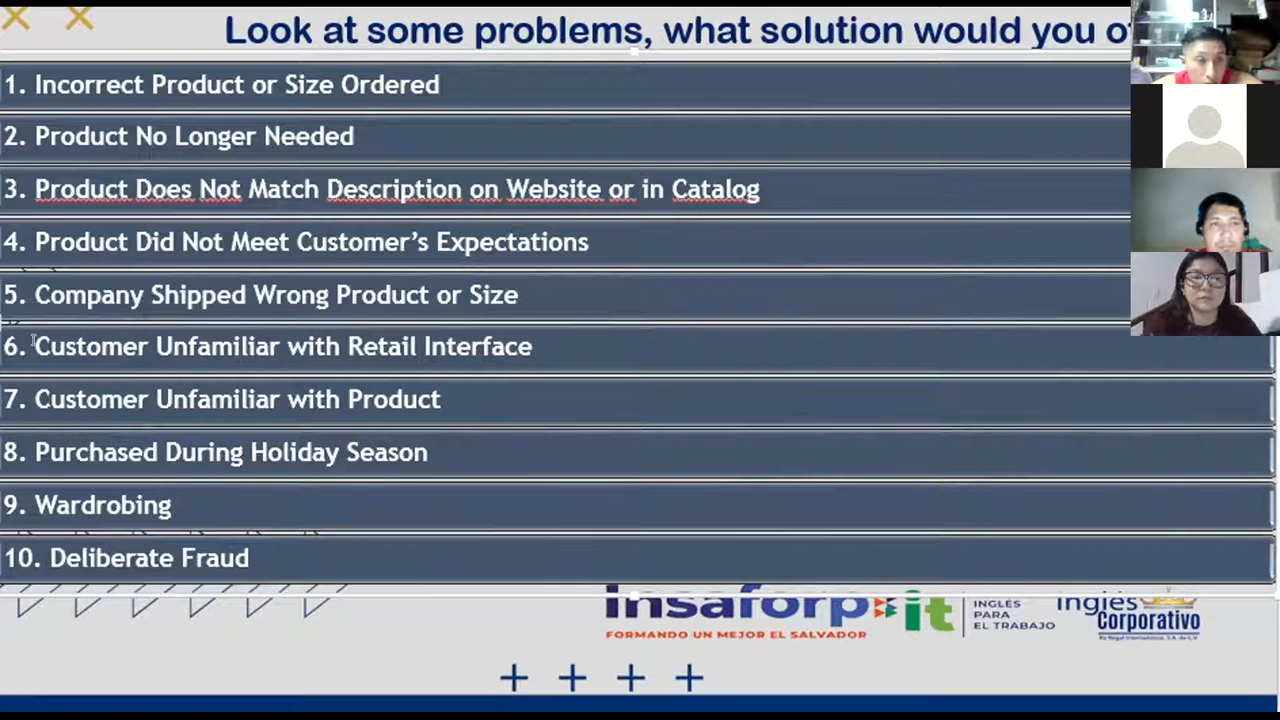 Look at some problems, what solution would you
1. Incorrect Product or Size Ordered
2. Product No Longer Needed
3. Product Does Not Match Description on Website or in Catalog
4. Product Did Not Meet Customer's Expectations
5. Company Shipped Wrong Product or Size
6. Customer Unfamiliar with Retail Interface
7. Customer Unfamiliar with Product
8. Purchased During Holiday Season
9. Wardrobing
10. Deliberate Fraud
insaforp it
FORMANDO UN MEJOR EL SALVADOR
INGLÉS
PARA
EL TRABAJO
Inglés
Corporativo